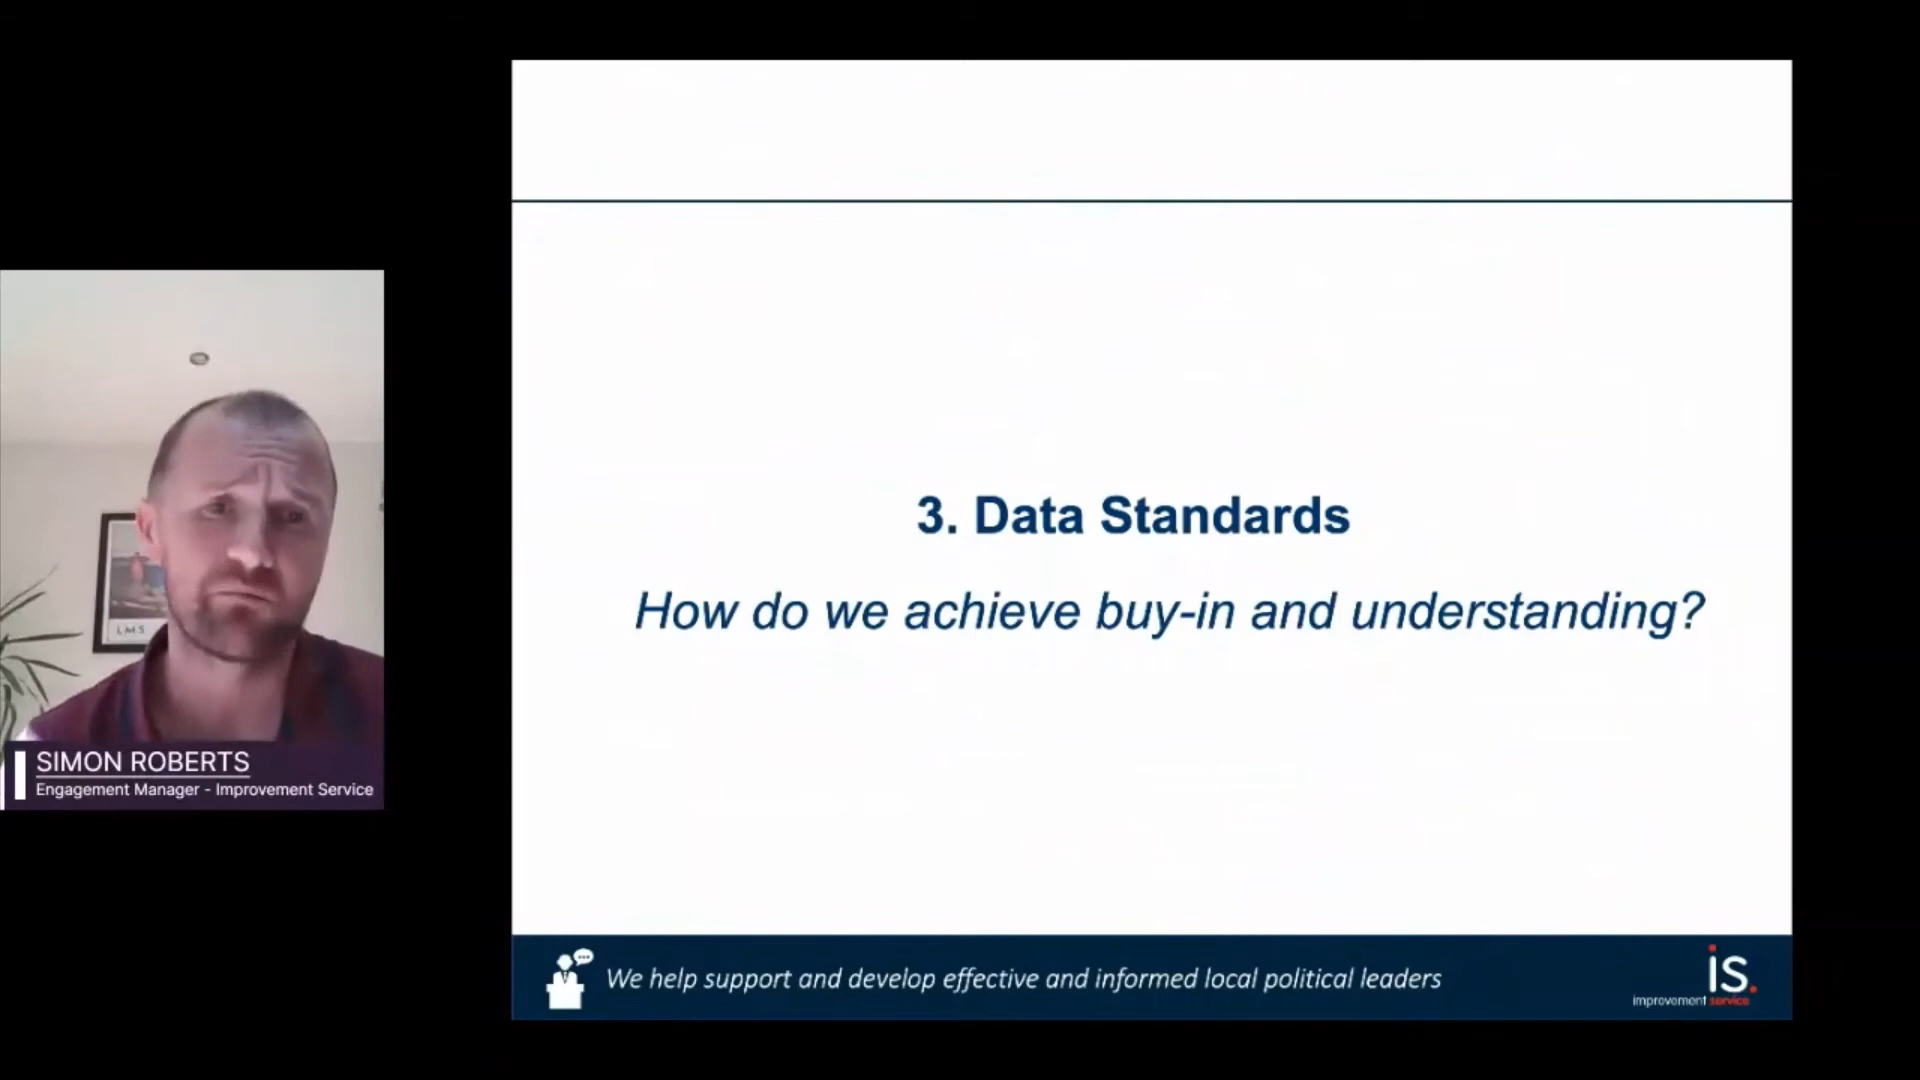 3. Data Standards
How do we achieve buy-in and understanding?
LMS
SIMON ROBERTS
Engagement Manager - Improvement Service
We help support and develop effective and informed local political leaders
is.
improvement service